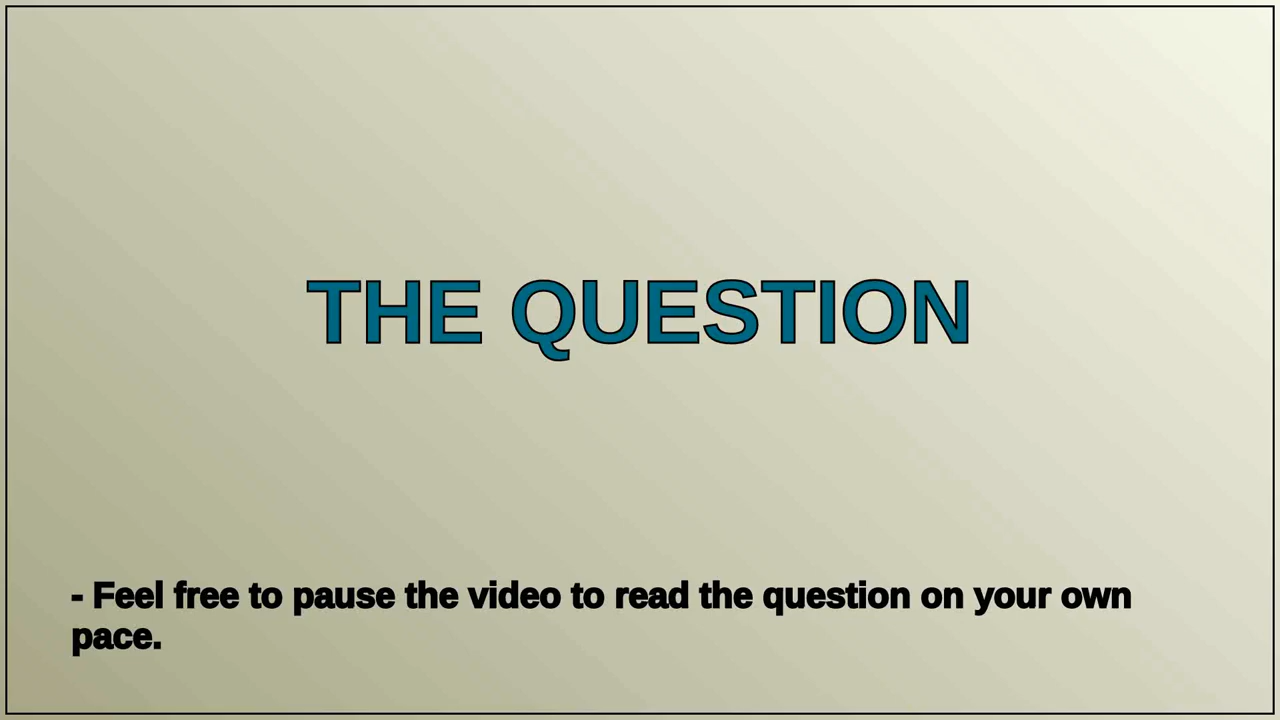 THE QUESTION
- Feel free to pause the video to read the question on your own
pace.